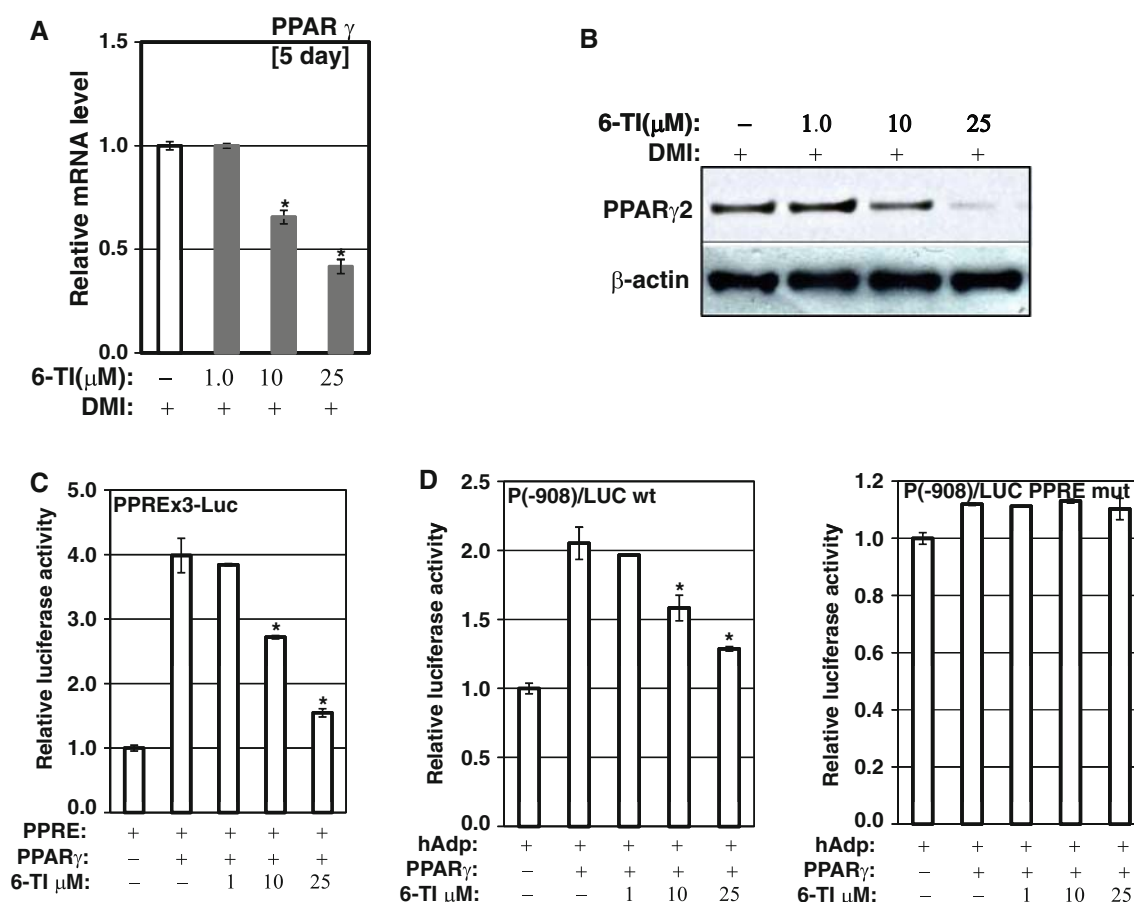 A
PPAR γ
[5 day]
Relative mRNA level
1.5
1.0
0.5
0.0
*
*
6-TI(μM): – 1.0 10 25
DMI: + + + +
B
6-TI(μM): – 1.0 10 25
DMI: + + + +
PPARγ2
β-actin
C
PPREx3-Luc
Relative luciferase activity
5.0
4.0
3.0
2.0
1.0
0.0
*
*
PPRE: + + + + +
PPARγ: – + + + +
6-TI μM: – – 1 10 25
D
P(-908)/LUC wt
Relative luciferase activity
2.5
2.0
1.5
1.0
0.5
0.0
*
*
hAdp: + + + + +
PPARγ: – + + + +
6-TI μM: – – 1 10 25
P(-908)/LUC PPRE mut
Relative luciferase activity
1.2
1.0
0.8
0.6
0.4
0.2
0.0
hAdp: + + + + +
PPARγ: – + + + +
6-TI μM: – – 1 10 25